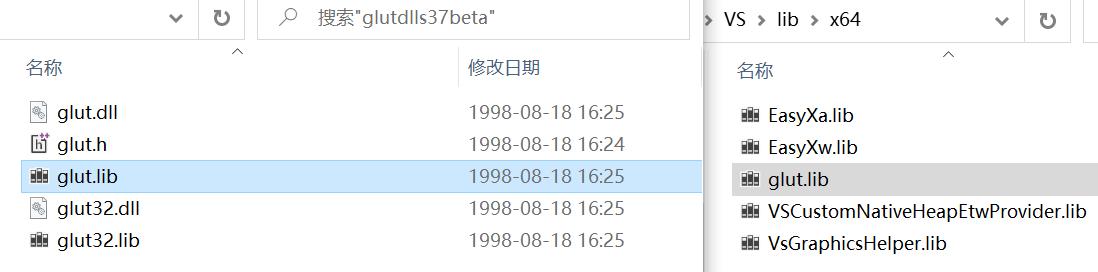 搜索"glutdlls37beta"
名称 修改日期
glut.dll 1998-08-18 16:25
glut.h 1998-08-18 16:24
glut.lib 1998-08-18 16:25
glut32.dll 1998-08-18 16:25
glut32.lib 1998-08-18 16:25
VS lib x64
名称
EasyXa.lib
EasyXw.lib
glut.lib
VSCustomNativeHeapEtwProvider.lib
VsGraphicsHelper.lib